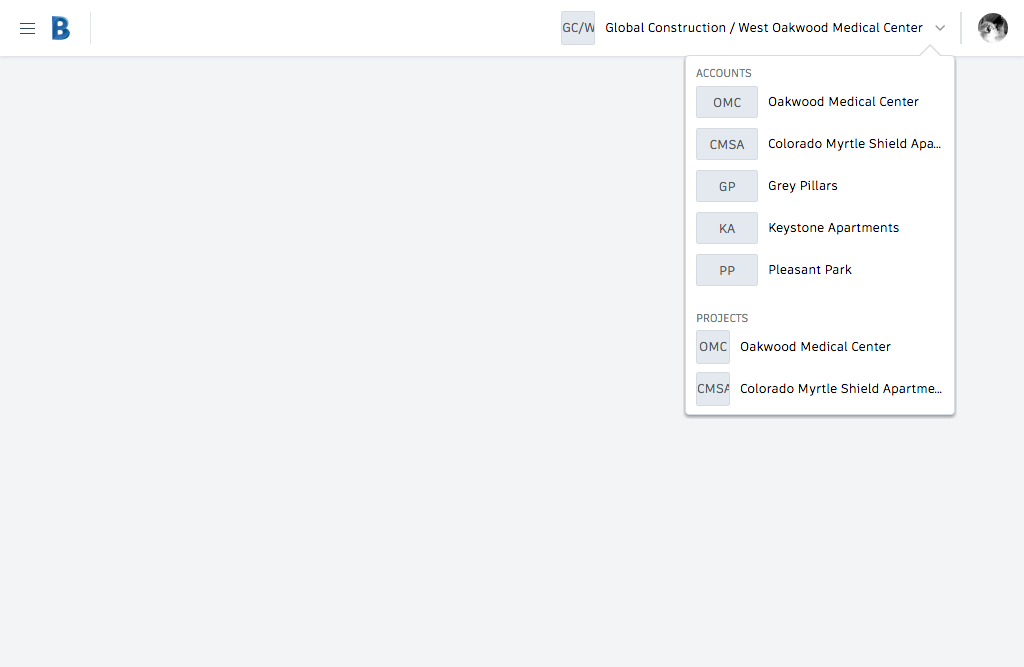 B
GC/W Global Construction / West Oakwood Medical Center
ACCOUNTS
OMC Oakwood Medical Center
CMSA Colorado Myrtle Shield Apa...
GP Grey Pillars
KA Keystone Apartments
PP Pleasant Park
PROJECTS
OMC Oakwood Medical Center
CMSA Colorado Myrtle Shield Apartme...